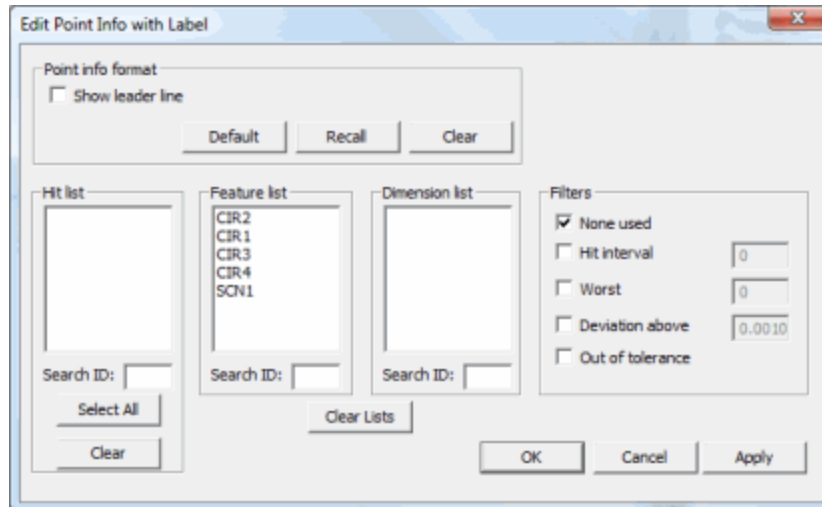 Edit Point Info with Label
Point info format
Show leader line
Default Recall Clear
Hit list
Search ID:
Select All
Clear
Feature list
CIR2
CIR1
CIR3
CIR4
SCN1
Search ID:
Dimension list
Search ID:
Clear Lists
Filters
None used
Hit interval 0
Worst 0
Deviation above 0.0010
Out of tolerance
OK Cancel Apply